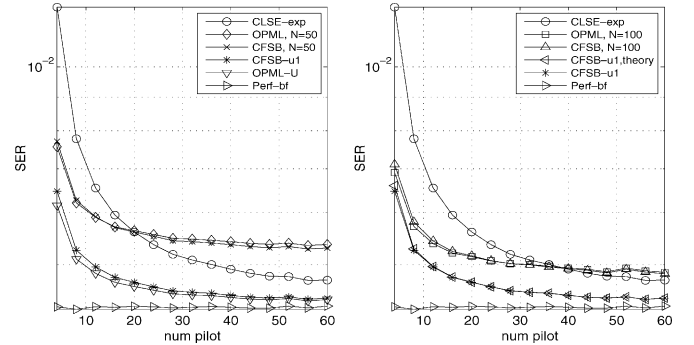 CLSE–exp
OPML, N=50
CFSB, N=50
CFSB–u1
OPML–U
Perf–bf
10⁻²
SER
10 20 30 40 50 60
num pilot
CLSE–exp
OPML, N=100
CFSB, N=100
CFSB–u1,theory
CFSB–u1
Perf–bf
10⁻²
SER
10 20 30 40 50 60
num pilot